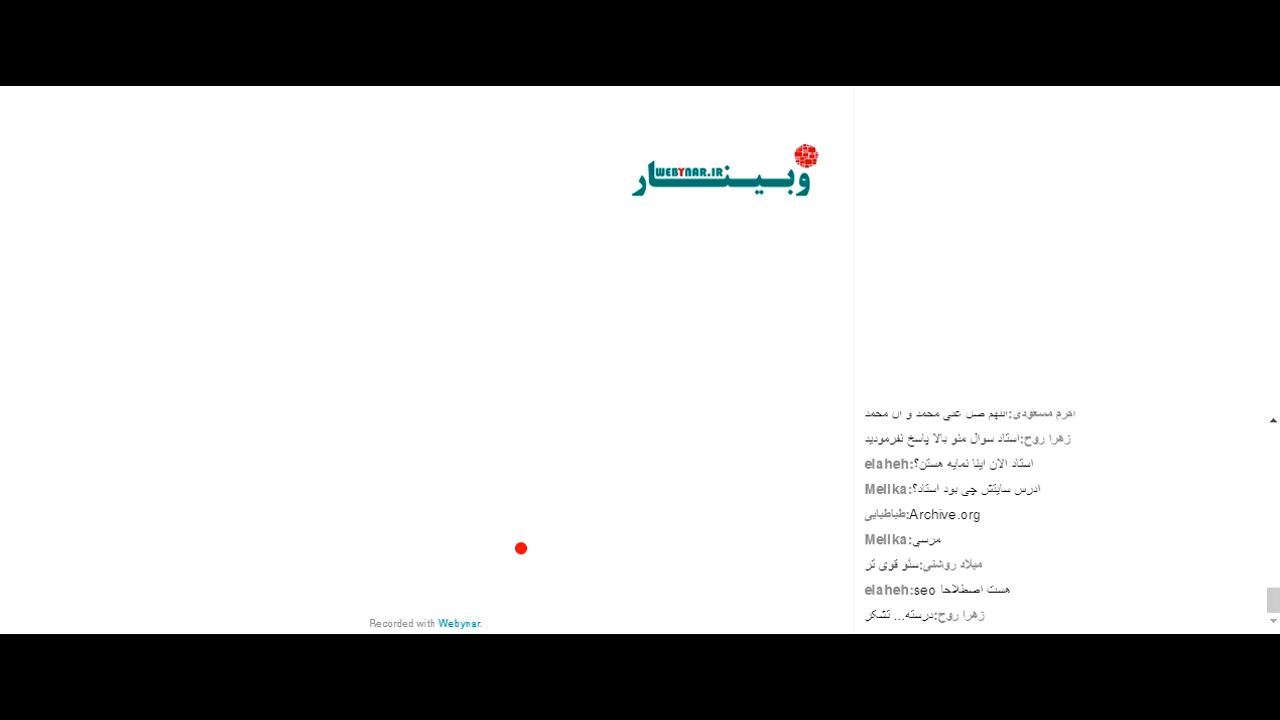 وبینار
WEBYNAR.IR
مسعودی:اللهم صل علی محمد و آل محمد
زهرا روح:استاد سوال منو بالا پاسخ نفرمودید
elaheh:استاد الان اینا نمایه هستن؟
Melika:ادرس سایتش چی بود استاد؟
طباطبایی:Archive.org
Melika:مرسی
میلاد روشنی:سئو قوی تر
elaheh:seo هست اصطلاحا
زهرا روح:درسته... تشکر
Recorded with Webynar.